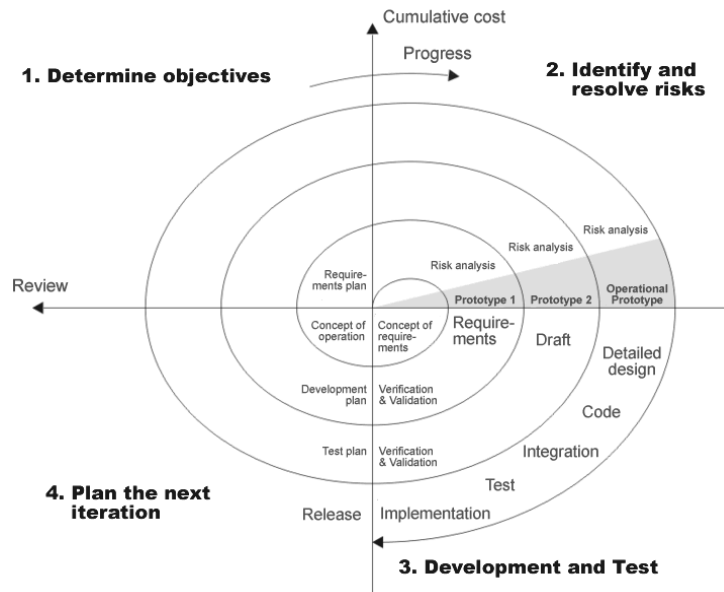 Cumulative cost
Progress
1. Determine objectives
2. Identify and
resolve risks
Risk analysis
Risk analysis
Risk analysis
Require-
ments plan
Review
Prototype 1
Prototype 2
Operational
Prototype
Concept of
operation
Concept of
require-
ments
Require-
ments
Draft
Detailed
design
Development
plan
Verification
& Validation
Code
Test plan
Verification
& Validation
Integration
Test
4. Plan the next
iteration
Release
Implementation
3. Development and Test